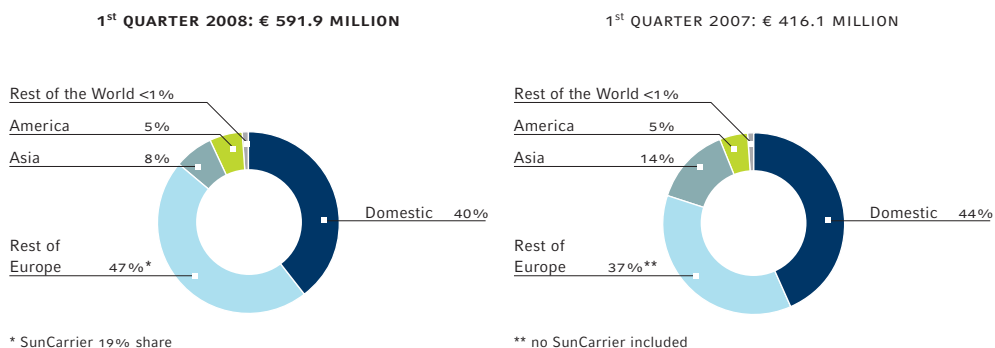 1st QUARTER 2008: € 591.9 MILLION
Rest of the World <1%
America 5%
Asia 8%
Domestic 40%
Rest of
Europe 47%*
* SunCarrier 19% share
1st QUARTER 2007: € 416.1 MILLION
Rest of the World <1%
America 5%
Asia 14%
Domestic 44%
Rest of
Europe 37%**
** no SunCarrier included